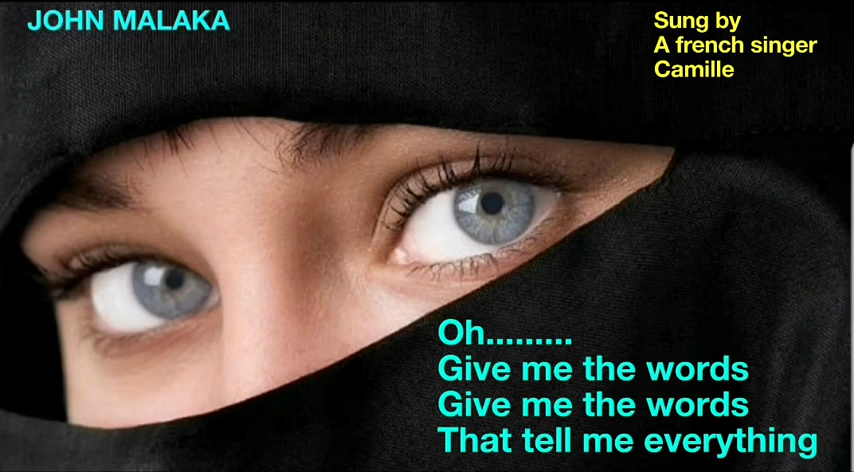 JOHN MALAKA
Sung by
A french singer
Camille
Oh.........
Give me the words
Give me the words
That tell me everything